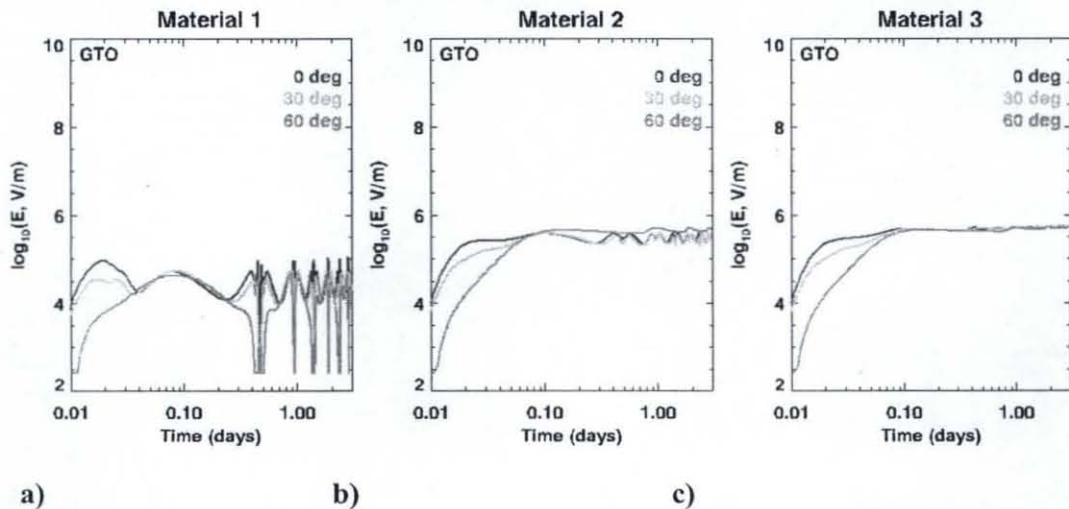 Material 1
10
GTO
0 deg
30 deg
60 deg
8
6
4
2
log10(E, V/m)
0.01
0.10
1.00
Time (days)
Material 2
10
GTO
0 deg
30 deg
60 deg
8
6
4
2
log10(E, V/m)
0.01
0.10
1.00
Time (days)
Material 3
10
GTO
0 deg
30 deg
60 deg
8
6
4
2
log10(E, V/m)
0.01
0.10
1.00
Time (days)
a)
b)
c)